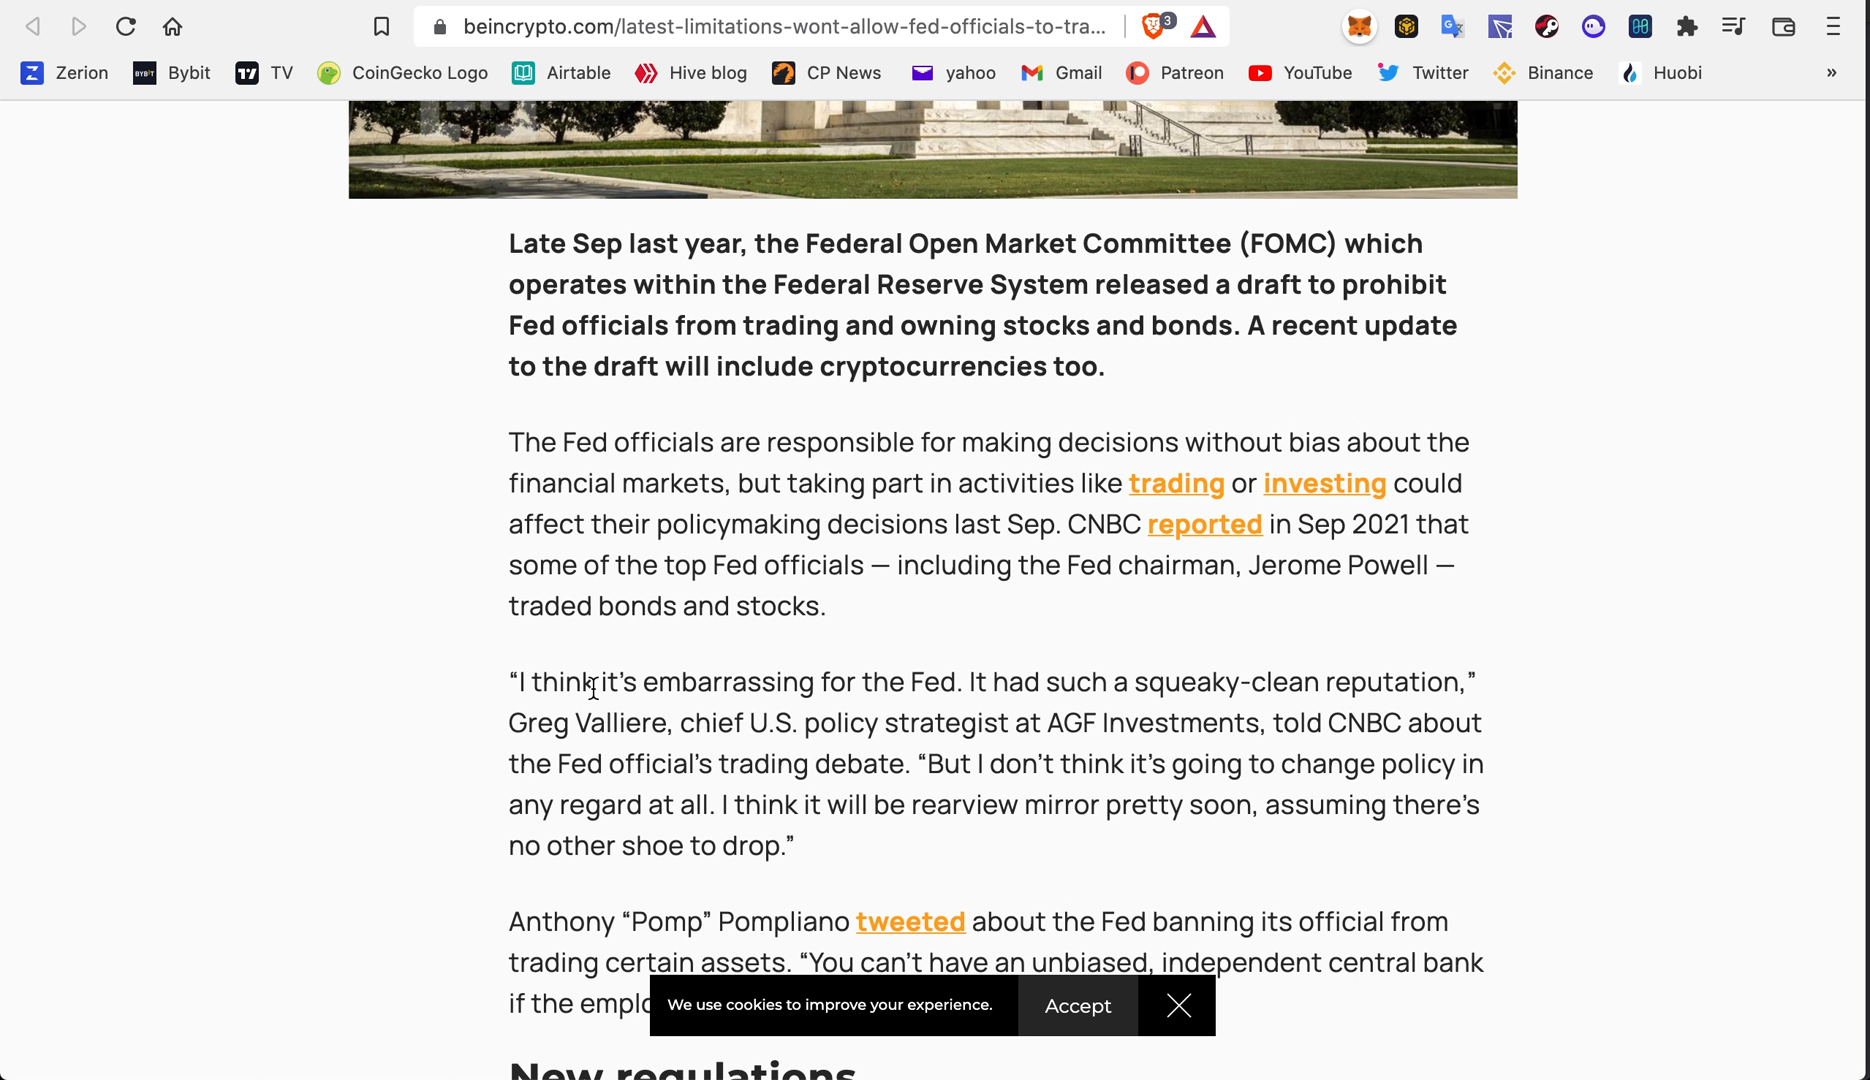 beincrypto.com/latest-limitations-wont-allow-fed-officials-to-tra...
3
Zerion
BYBIT
Bybit
TV
CoinGecko Logo
Airtable
Hive blog
CP News
yahoo
Gmail
Patreon
YouTube
Twitter
Binance
Huobi
»
Late Sep last year, the Federal Open Market Committee (FOMC) which
operates within the Federal Reserve System released a draft to prohibit
Fed officials from trading and owning stocks and bonds. A recent update
to the draft will include cryptocurrencies too.
The Fed officials are responsible for making decisions without bias about the
financial markets, but taking part in activities like trading or investing could
affect their policymaking decisions last Sep. CNBC reported in Sep 2021 that
some of the top Fed officials — including the Fed chairman, Jerome Powell —
traded bonds and stocks.
“I think it’s embarrassing for the Fed. It had such a squeaky-clean reputation,”
Greg Valliere, chief U.S. policy strategist at AGF Investments, told CNBC about
the Fed official’s trading debate. “But I don’t think it’s going to change policy in
any regard at all. I think it will be rearview mirror pretty soon, assuming there’s
no other shoe to drop.”
Anthony “Pomp” Pompliano tweeted about the Fed banning its official from
trading certain assets. “You can’t have an unbiased, independent central bank
if the emplo
We use cookies to improve your experience.
Accept
New regulations